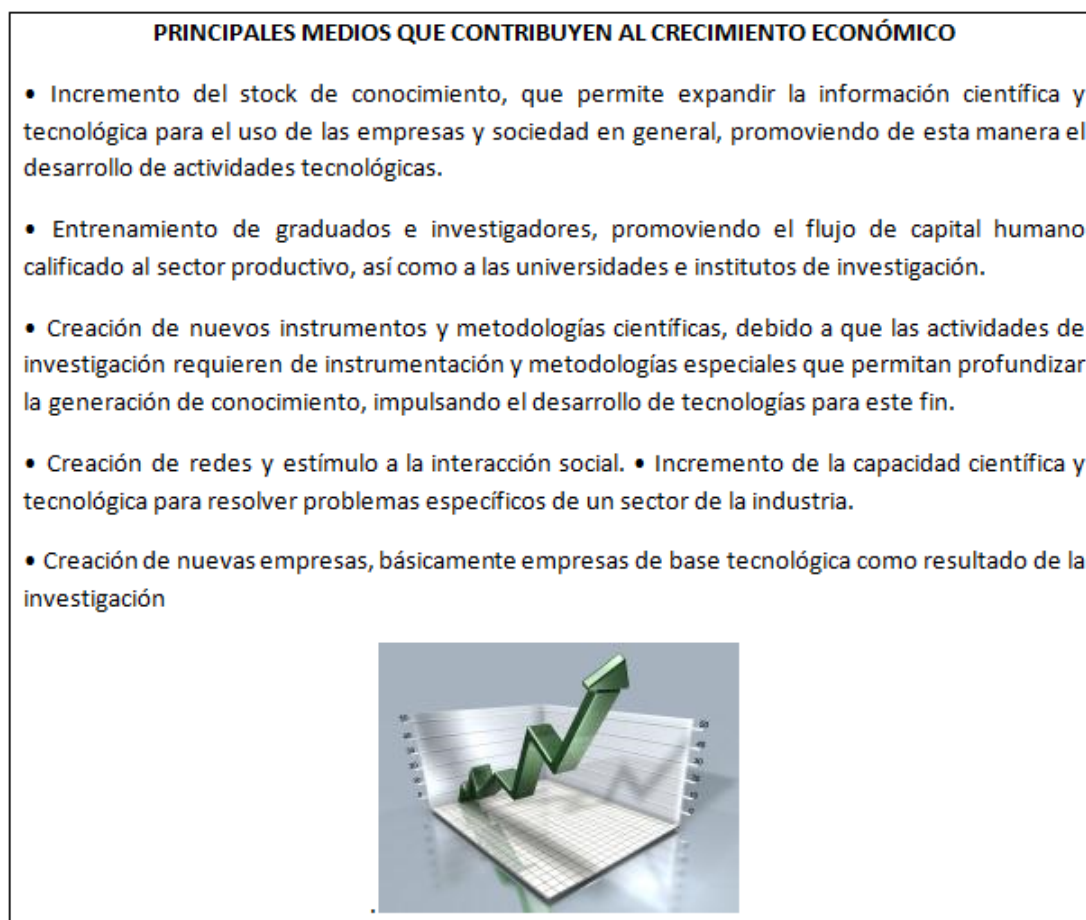 PRINCIPALES MEDIOS QUE CONTRIBUYEN AL CRECIMIENTO ECONÓMICO
• Incremento del stock de conocimiento, que permite expandir la información científica y
tecnológica para el uso de las empresas y sociedad en general, promoviendo de esta manera el
desarrollo de actividades tecnológicas.
• Entrenamiento de graduados e investigadores, promoviendo el flujo de capital humano
calificado al sector productivo, así como a las universidades e institutos de investigación.
• Creación de nuevos instrumentos y metodologías científicas, debido a que las actividades de
investigación requieren de instrumentación y metodologías especiales que permitan profundizar
la generación de conocimiento, impulsando el desarrollo de tecnologías para este fin.
• Creación de redes y estímulo a la interacción social. • Incremento de la capacidad científica y
tecnológica para resolver problemas específicos de un sector de la industria.
• Creación de nuevas empresas, básicamente empresas de base tecnológica como resultado de la
investigación
.